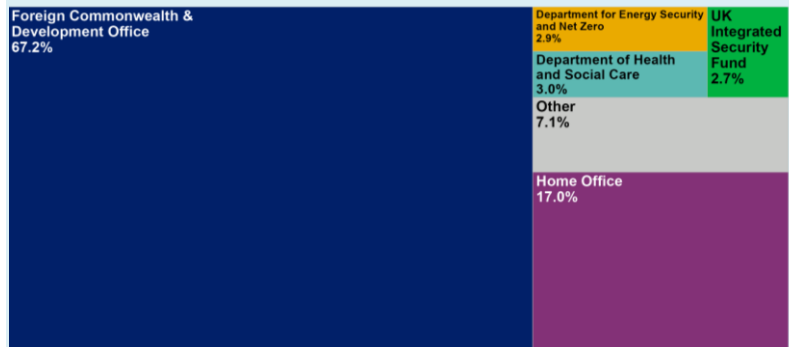 Foreign Commonwealth &
Development Office
67.2%
Department for Energy Security
and Net Zero
2.9%
UK
Integrated
Security
Fund
2.7%
Department of Health
and Social Care
3.0%
Other
7.1%
Home Office
17.0%